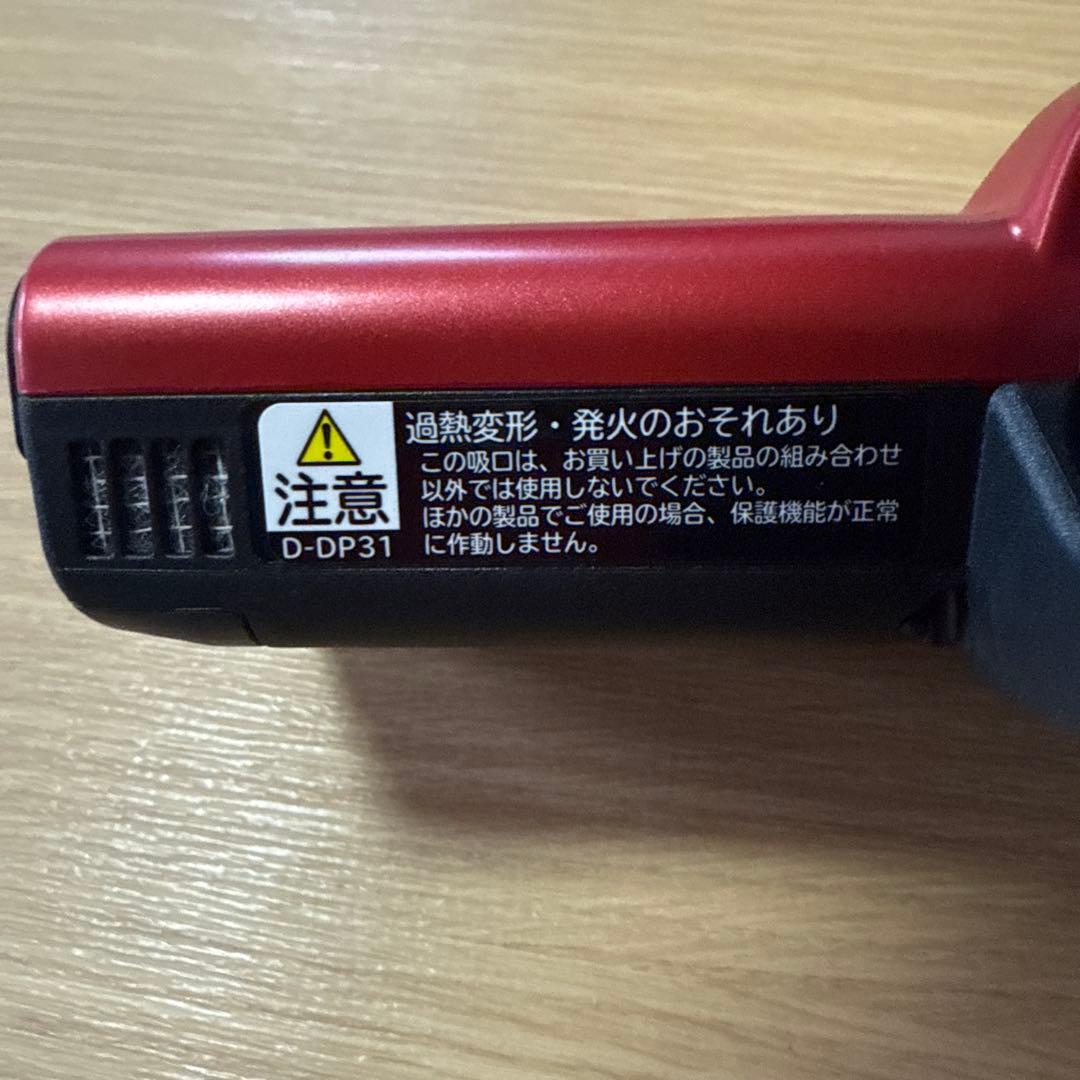 注意
D-DP31
過熱変形・発火のおそれあり
この吸口は、お買い上げの製品の組み合わせ
以外では使用しないでください。
ほかの製品でご使用の場合、保護機能が正常
に作動しません。